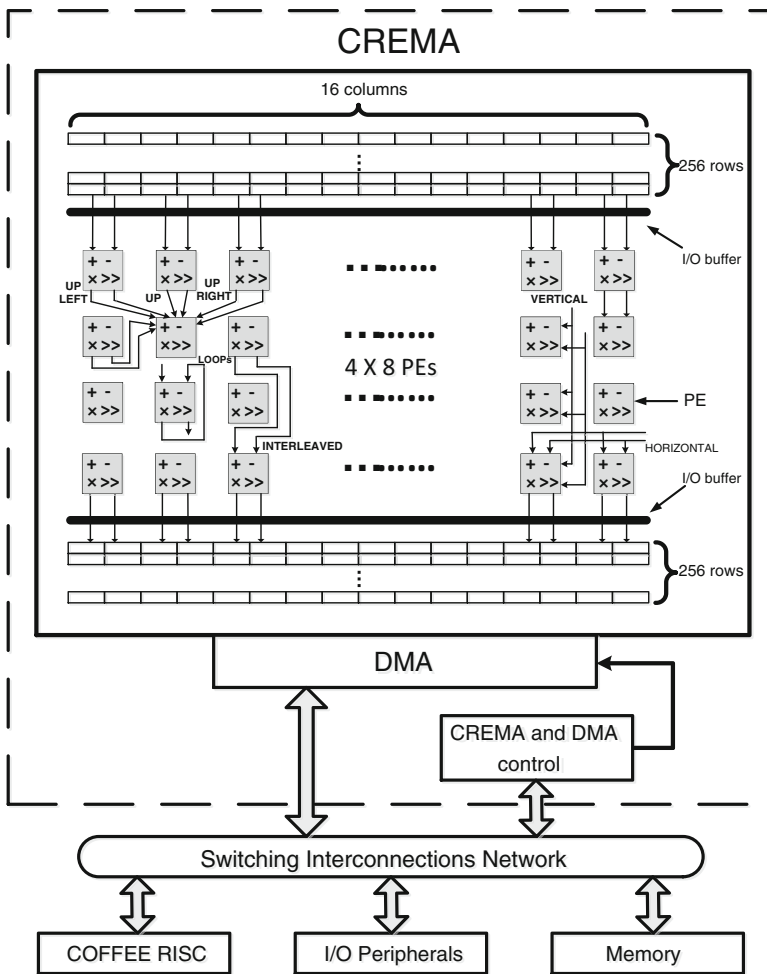 CREMA
16 columns
256 rows
I/O buffer
+ - + - + - + - + -
× >> × >> × >> × >> × >>
UP LEFT
UP
UP RIGHT
VERTICAL
+ - + - + - + - + -
× >> × >> × >> × >> × >>
LOOPs
4 X 8 PEs
+ - + - + - + - + -
× >> × >> × >> × >> × >>
PE
INTERLEAVED
HORIZONTAL
+ - + - + - + - + -
× >> × >> × >> × >> × >>
I/O buffer
256 rows
DMA
CREMA and DMA
control
Switching Interconnections Network
COFFEE RISC
I/O Peripherals
Memory